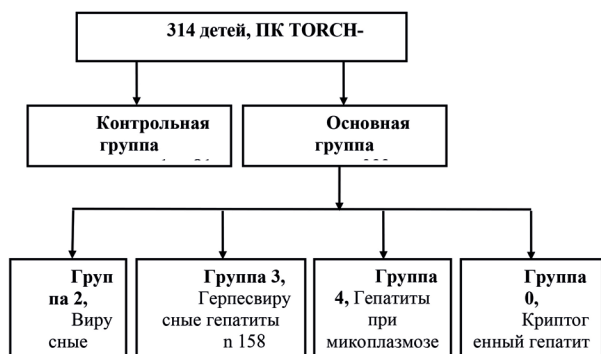 314 детей, ПК TORCH-
Контрольная
группа
Основная
группа
Груп
па 2,
Виру
сные
Группа 3,
Герпесвиру
сные гепатиты
n 158
Группа
4, Гепатиты
при
микоплазмозе
Группа
0,
Криптог
енный гепатит